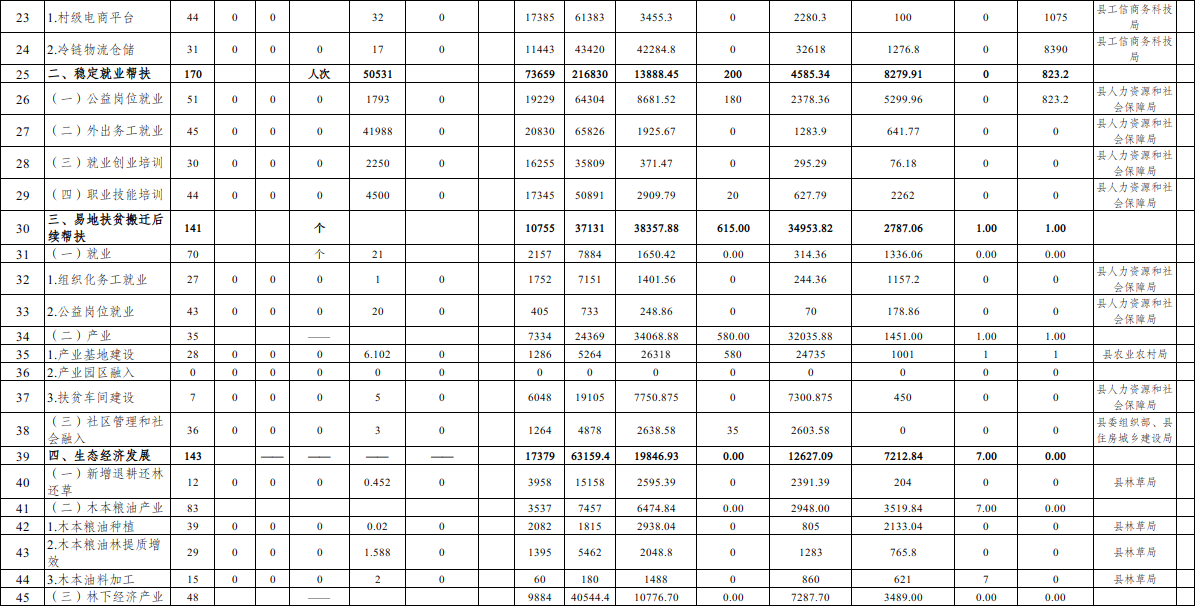 23 1.村级电商平台 44 0 0 32 0 17385 61383 3455.3 0 2280.3 100 0 1075 县工信商务科技局
24 2.冷链物流仓储 31 0 0 0 17 0 11443 43420 42284.8 0 32618 1276.8 0 8390 县工信商务科技局
25 二、稳定就业帮扶 170 人次 50531 73659 216830 13888.45 200 4585.34 8279.91 0 823.2
26 （一）公益岗位就业 51 0 0 0 1793 0 19229 64304 8681.52 180 2378.36 5299.96 0 823.2 县人力资源和社会保障局
27 （二）外出务工就业 45 0 0 0 41988 0 20830 65826 1925.67 0 1283.9 641.77 0 0 县人力资源和社会保障局
28 （三）就业创业培训 30 0 0 0 2250 0 16255 35809 371.47 0 295.29 76.18 0 0 县人力资源和社会保障局
29 （四）职业技能培训 44 0 0 0 4500 0 17345 50891 2909.79 20 627.79 2262 0 0 县人力资源和社会保障局
30 三、易地扶贫搬迁后续帮扶 141 个 10755 37131 38357.88 615.00 34953.82 2787.06 1.00 1.00
31 （一）就业 70 个 21 2157 7884 1650.42 0.00 314.36 1336.06 0.00 0.00
32 1.组织化务工就业 27 0 0 0 1 0 1752 7151 1401.56 0 244.36 1157.2 0 0 县人力资源和社会保障局
33 2.公益岗位就业 43 0 0 0 20 0 405 733 248.86 0 70 178.86 0 0 县人力资源和社会保障局
34 （二）产业 35 —— 7334 24369 34068.88 580.00 32035.88 1451.00 1.00 1.00
35 1.产业基地建设 28 0 0 0 6.102 0 1286 5264 26318 580 24735 1001 1 1 县农业农村局
36 2.产业园区融入 0 0 0 0 0 0 0 0 0 0 0 0 0 0
37 3.扶贫车间建设 7 0 0 0 5 0 6048 19105 7750.875 0 7300.875 450 0 0 县人力资源和社会保障局
38 （三）社区管理和社会融入 36 0 0 0 3 0 1264 4878 2638.58 35 2603.58 0 0 0 县委组织部、县住房城乡建设局
39 四、生态经济发展 143 —— —— —— —— 17379 63159.4 19846.93 0.00 12627.09 7212.84 7.00 0.00
40 （一）新增退耕还林还草 12 0 0 0 0.452 0 3958 15158 2595.39 0 2391.39 204 0 0 县林草局
41 （二）木本粮油产业 83 3537 7457 6474.84 0.00 2948.00 3519.84 7.00 0.00
42 1.木本粮油种植 39 0 0 0 0.02 0 2082 1815 2938.04 0 805 2133.04 0 0 县林草局
43 2.木本粮油林提质增效 29 0 0 0 1.588 0 1395 5462 2048.8 0 1283 765.8 0 0 县林草局
44 3.木本油料加工 15 0 0 0 2 0 60 180 1488 0 860 621 7 0 县林草局
45 （三）林下经济产业 48 —— 9884 40544.4 10776.70 0.00 7287.70 3489.00 0.00 0.00